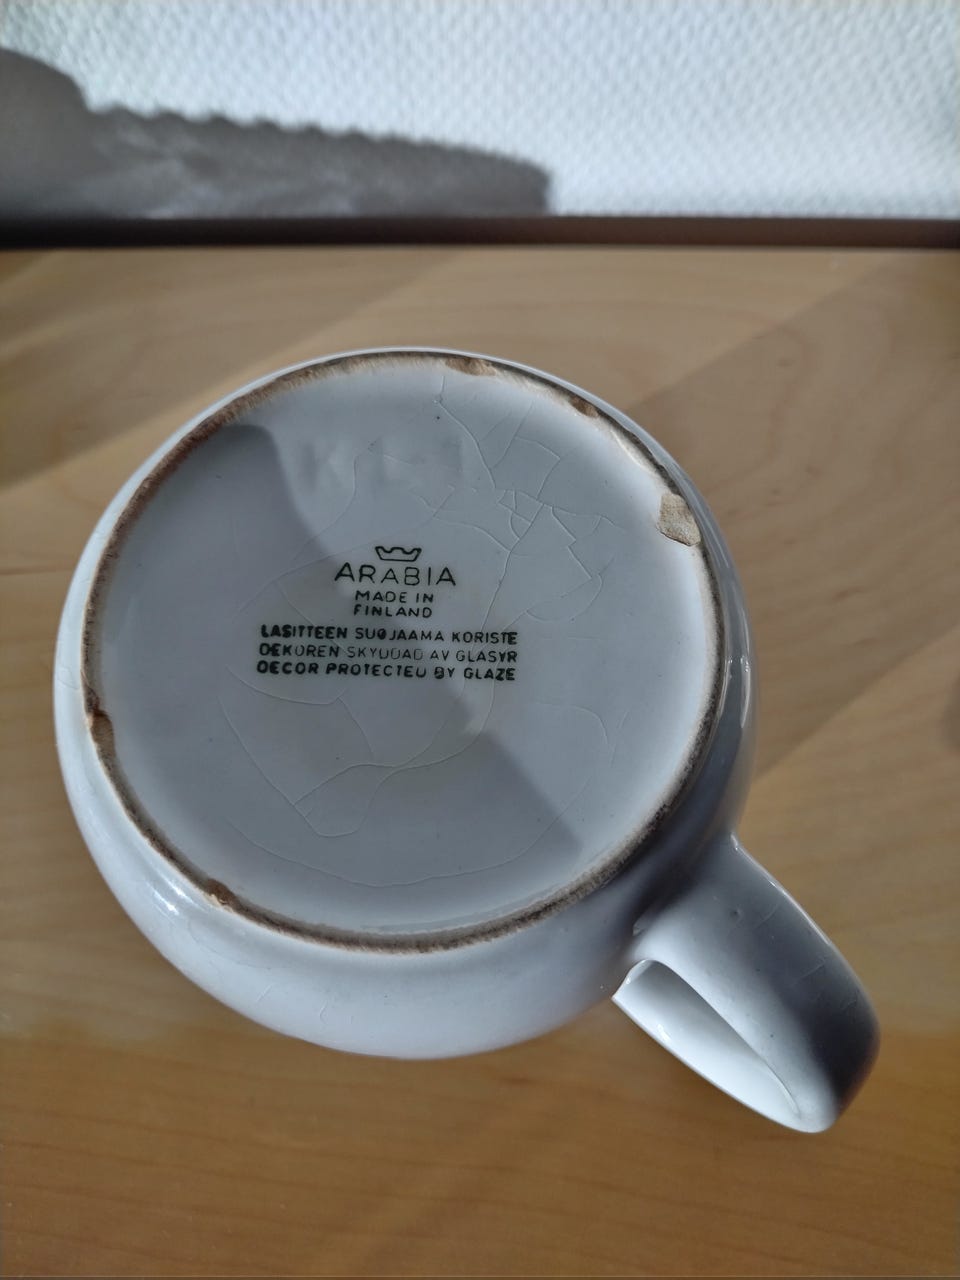 ARABIA
MADE IN
FINLAND
LASITTEEN SUOJAAMA KORISTE
DEKOREN SKYDDAD AV GLASYR
DECOR PROTECTED BY GLAZE